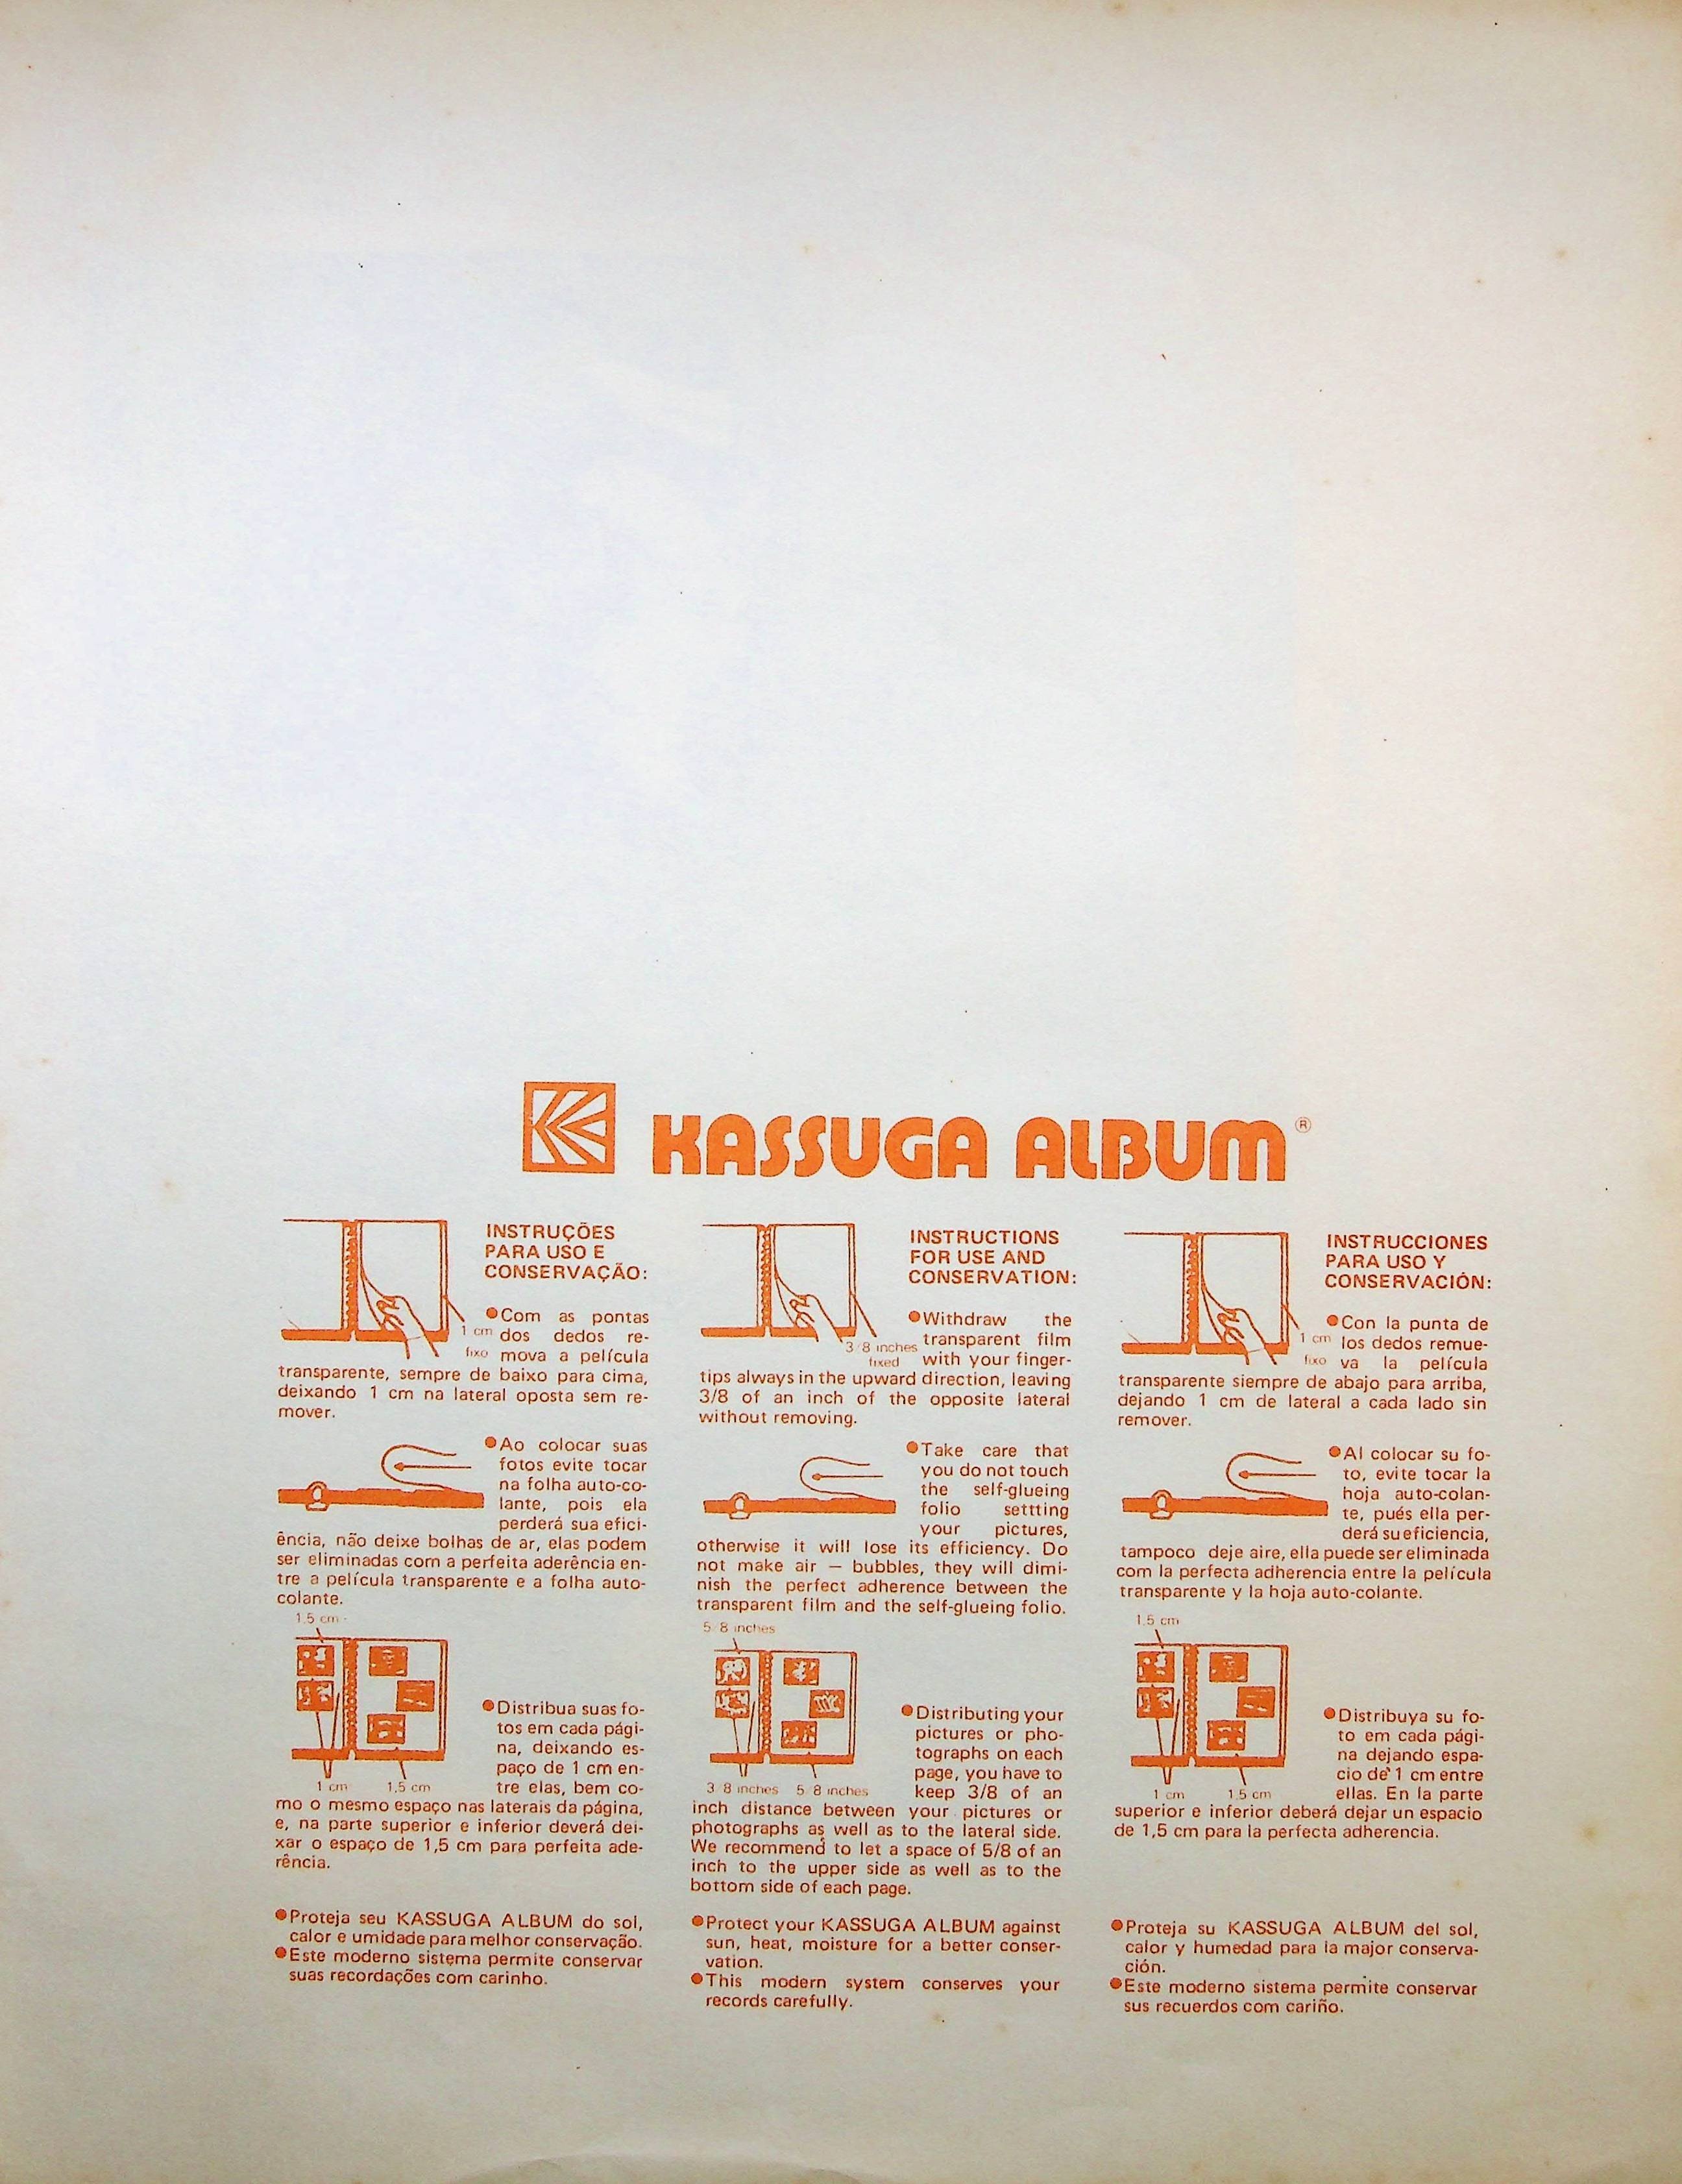 KASSUGA ALBUM®
INSTRUÇÕES
PARA USO E
CONSERVAÇÃO:
●Com as pontas
dos dedos re-
mova a película
transparente, sempre de baixo para cima,
deixando 1 cm na lateral oposta sem re-
mover.
1 cm
fixo
●Ao colocar suas
fotos evite tocar
na folha auto-co-
lante, pois ela
perderá sua efici-
ência, não deixe bolhas de ar, elas podem
ser eliminadas com a perfeita aderência en-
tre a película transparente e a folha auto-
colante.
1,5 cm
●Distribua suas fo-
tos em cada pági-
na, deixando es-
paço de 1 cm en-
tre elas, bem co-
mo o mesmo espaço nas laterais da página,
e, na parte superior e inferior deverá dei-
xar o espaço de 1,5 cm para perfeita ade-
rência.
1 cm 1,5 cm
●Proteja seu KASSUGA ALBUM do sol,
calor e umidade para melhor conservação.
●Este moderno sistema permite conservar
suas recordações com carinho.
INSTRUCTIONS
FOR USE AND
CONSERVATION:
●Withdraw the
transparent film
with your finger-
tips always in the upward direction, leaving
3/8 of an inch of the opposite lateral
without removing.
3/8 inches
fixed
●Take care that
you do not touch
the self-glueing
folio settting
your pictures,
otherwise it will lose its efficiency. Do
not make air — bubbles, they will dimi-
nish the perfect adherence between the
transparent film and the self-glueing folio.
5/8 inches
●Distributing your
pictures or pho-
tographs on each
page, you have to
keep 3/8 of an
inch distance between your pictures or
photographs as well as to the lateral side.
We recommend to let a space of 5/8 of an
inch to the upper side as well as to the
bottom side of each page.
3/8 inches 5/8 inches
●Protect your KASSUGA ALBUM against
sun, heat, moisture for a better conser-
vation.
●This modern system conserves your
records carefully.
INSTRUCCIONES
PARA USO Y
CONSERVACIÓN:
●Con la punta de
los dedos remue-
va la película
transparente siempre de abajo para arriba,
dejando 1 cm de lateral a cada lado sin
remover.
1 cm
fixo
●Al colocar su fo-
to, evite tocar la
hoja auto-colan-
te, pués ella per-
derá su eficiencia,
tampoco deje aire, ella puede ser eliminada
com la perfecta adherencia entre la película
transparente y la hoja auto-colante.
1,5 cm
●Distribuya su fo-
to em cada pági-
na dejando espa-
cio de 1 cm entre
ellas. En la parte
superior e inferior deberá dejar un espacio
de 1,5 cm para la perfecta adherencia.
1 cm 1,5 cm
●Proteja su KASSUGA ALBUM del sol,
calor y humedad para la major conserva-
ción.
●Este moderno sistema permite conservar
sus recuerdos com cariño.